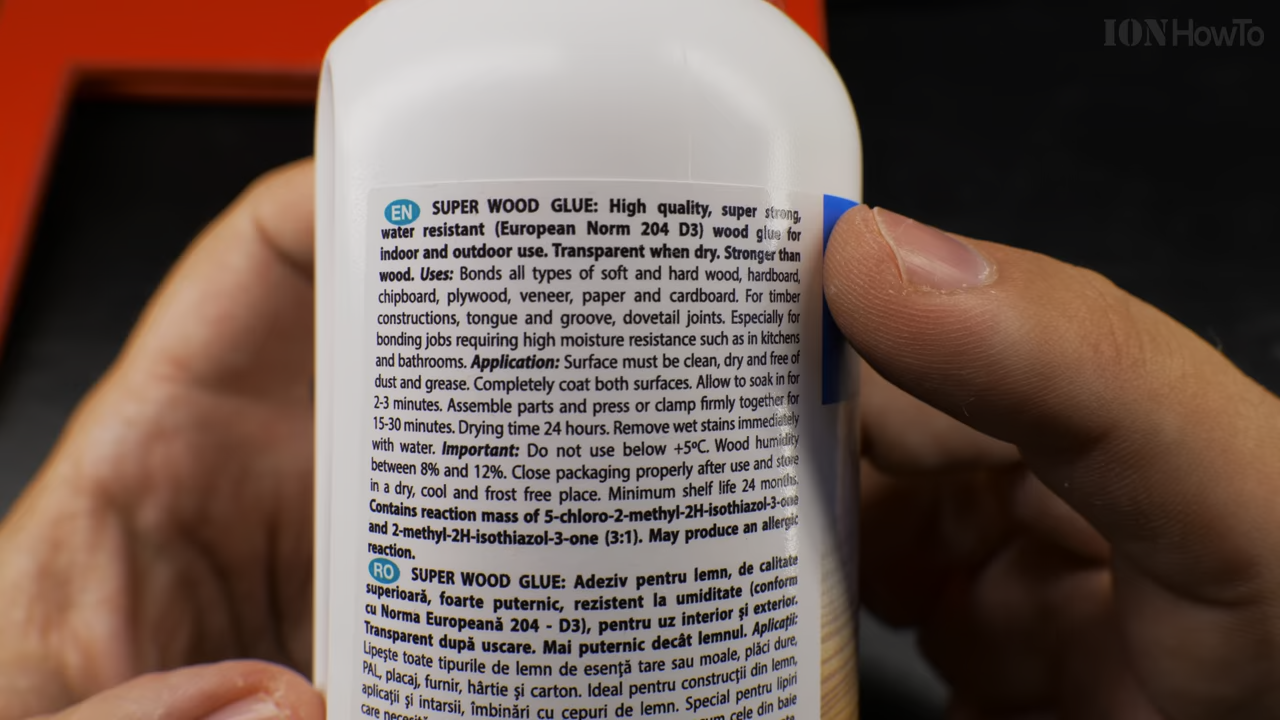 IONHowTo
EN SUPER WOOD GLUE: High quality, super strong,
water resistant (European Norm 204 D3) wood glue for
indoor and outdoor use. Transparent when dry. Stronger than
wood. Uses: Bonds all types of soft and hard wood, hardboard,
chipboard, plywood, veneer, paper and cardboard. For timber
constructions, tongue and groove, dovetail joints. Especially for
bonding jobs requiring high moisture resistance such as in kitchens
and bathrooms. Application: Surface must be clean, dry and free of
dust and grease. Completely coat both surfaces. Allow to soak in for
2-3 minutes. Assemble parts and press or clamp firmly together for
15-30 minutes. Drying time 24 hours. Remove wet stains immediately
with water. Important: Do not use below +5ºC. Wood humidity
between 8% and 12%. Close packaging properly after use and store
in a dry, cool and frost free place. Minimum shelf life 24 months.
Contains reaction mass of 5-chloro-2-methyl-2H-isothiazol-3-one
and 2-methyl-2H-isothiazol-3-one (3:1). May produce an allergic
reaction.
RO SUPER WOOD GLUE: Adeziv pentru lemn, de calitate
superioară, foarte puternic, rezistent la umiditate (conform
cu Norma Europeană 204 - D3), pentru uz interior și exterior.
Transparent după uscare. Mai puternic decât lemnul. Aplicații:
Lipește toate tipurile de lemn de esență tare sau moale, plăci dure,
PAL, placaj, furnir, hârtie și carton. Ideal pentru construcții din lemn,
aplicații și intarsii, îmbinări cu cepuri de lemn. Special pentru lipiri
care cele din baie